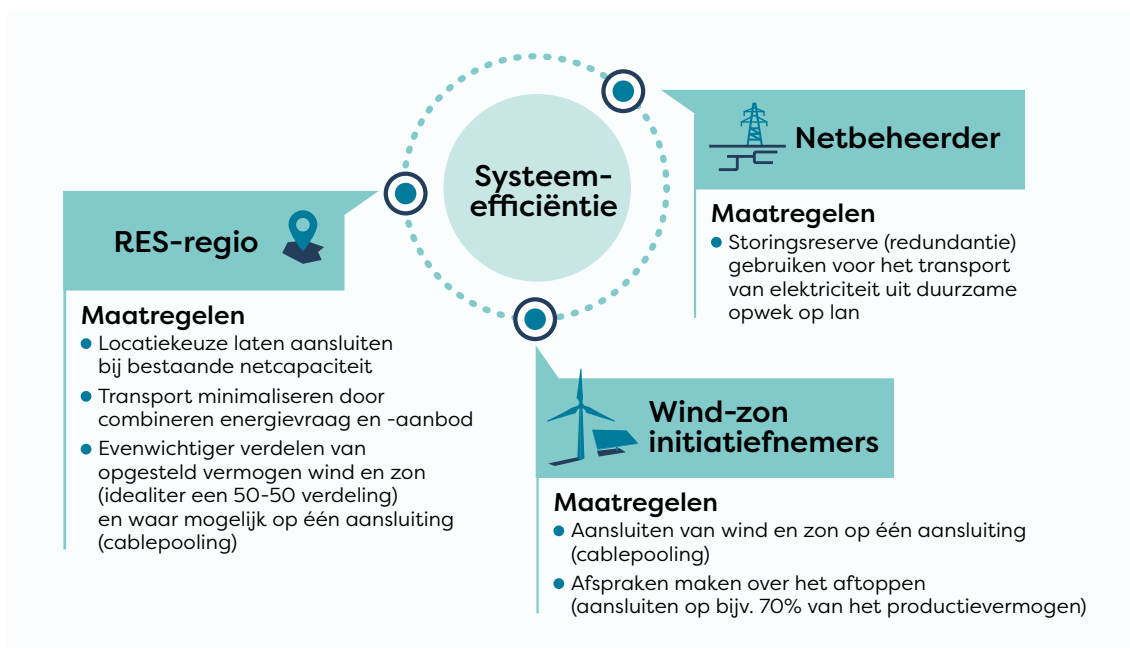 Systeem-
efficiëntie
RES-regio
Maatregelen
Locatiekeuze laten aansluiten
bij bestaande netcapaciteit
Transport minimaliseren door
combineren energievraag en -aanbod
Evenwichtiger verdelen van
opgesteld vermogen wind en zon
(idealiter een 50-50 verdeling)
en waar mogelijk op één aansluiting
(cablepooling)
Netbeheerder
Maatregelen
Storingsreserve (redundantie)
gebruiken voor het transport
van elektriciteit uit duurzame
opwek op lan
Wind-zon
initiatiefnemers
Maatregelen
Aansluiten van wind en zon op één aansluiting
(cablepooling)
Afspraken maken over het aftoppen
(aansluiten op bijv. 70% van het productievermogen)